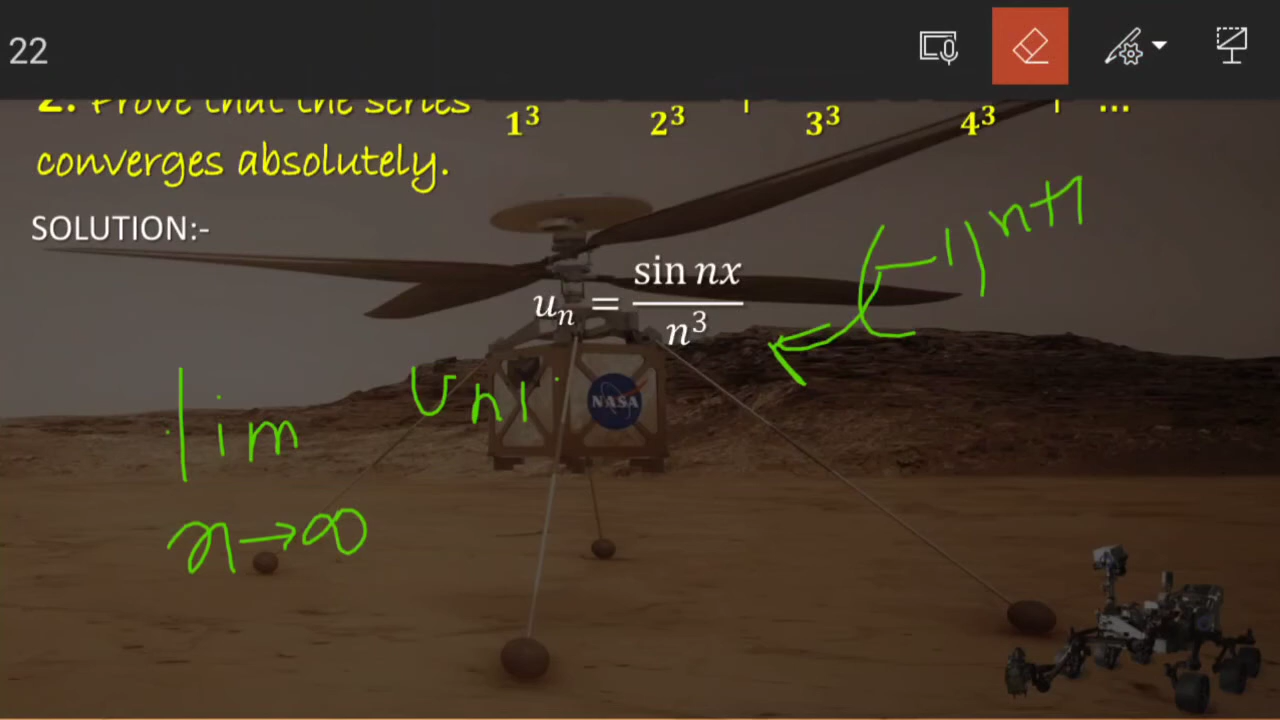 22
2. Prove that the series 1³ 2³ 3³ 4³ ...
converges absolutely.
SOLUTION:-
(-1)ⁿ⁺¹
uₙ = sin nx / n³
lim Un
n→∞
NASA